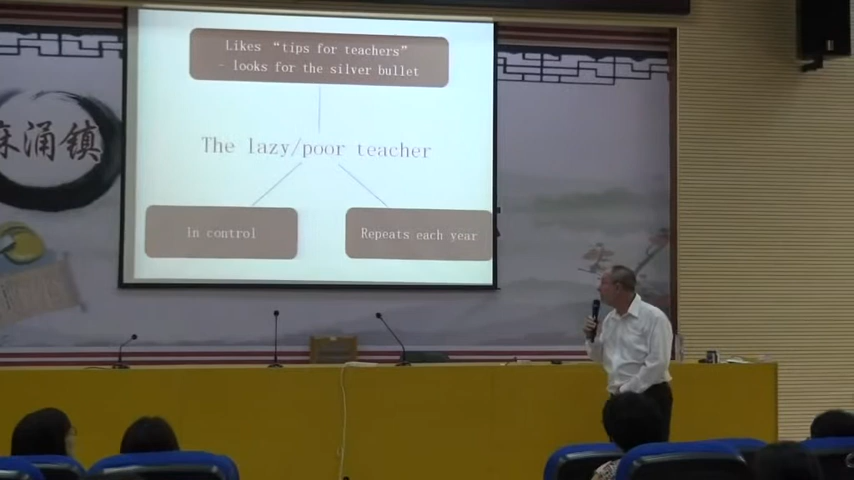 Likes “tips for teachers”
- looks for the silver bullet
The lazy/poor teacher
In control
Repeats each year
涌镇